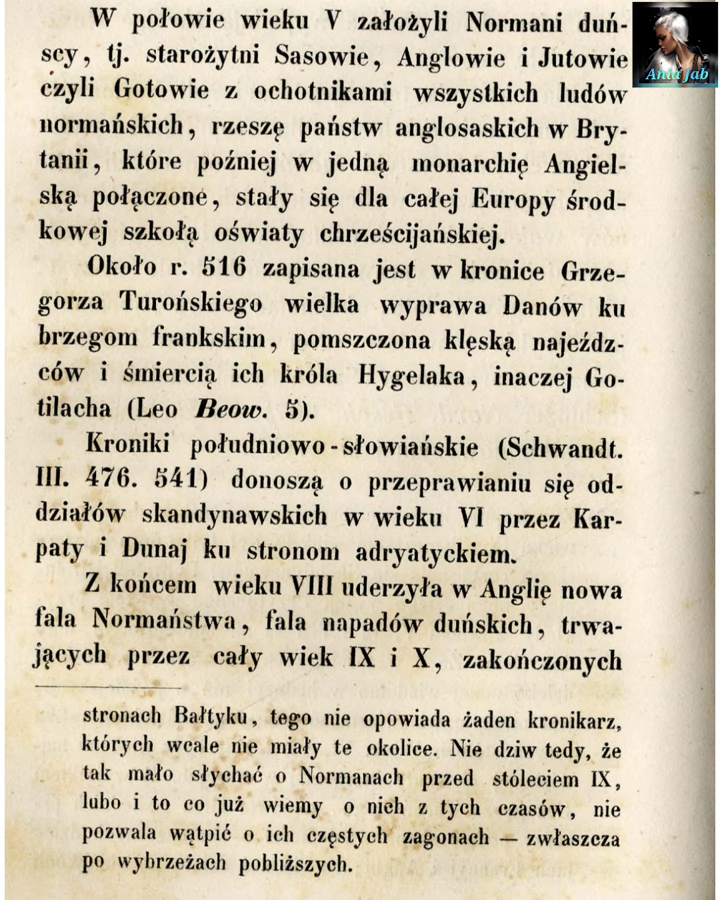 W połowie wieku V założyli Normani duń-
scy, tj. starożytni Sasowie, Anglowie i Jutowie
czyli Gotowie z ochotnikami wszystkich ludów
normańskich, rzeszę państw anglosaskich w Bry-
tanii, które poźniej w jedną monarchię Angiel-
ską połączone, stały się dla całej Europy środ-
kowej szkołą oświaty chrześcijańskiej.
Około r. 516 zapisana jest w kronice Grze-
gorza Turońskiego wielka wyprawa Danów ku
brzegom frankskim, pomszczona klęską najeźdz-
ców i śmiercią ich króla Hygelaka, inaczej Go-
tilacha (Leo Beow. 5).
Kroniki południowo-słowiańskie (Schwandt.
III. 476. 541) donoszą o przeprawianiu się od-
działów skandynawskich w wieku VI przez Kar-
paty i Dunaj ku stronom adryatyckiem.
Z końcem wieku VIII uderzyła w Anglię nowa
fala Normaństwa, fala napadów duńskich, trwa-
jących przez cały wiek IX i X, zakończonych
stronach Bałtyku, tego nie opowiada żaden kronikarz,
których wcale nie miały te okolice. Nie dziw tedy, że
tak mało słychać o Normanach przed stóleciem IX,
lubo i to co już wiemy o nich z tych czasów, nie
pozwala wątpić o ich częstych zagonach — zwłaszcza
po wybrzeżach pobliższych.
Anta Jab